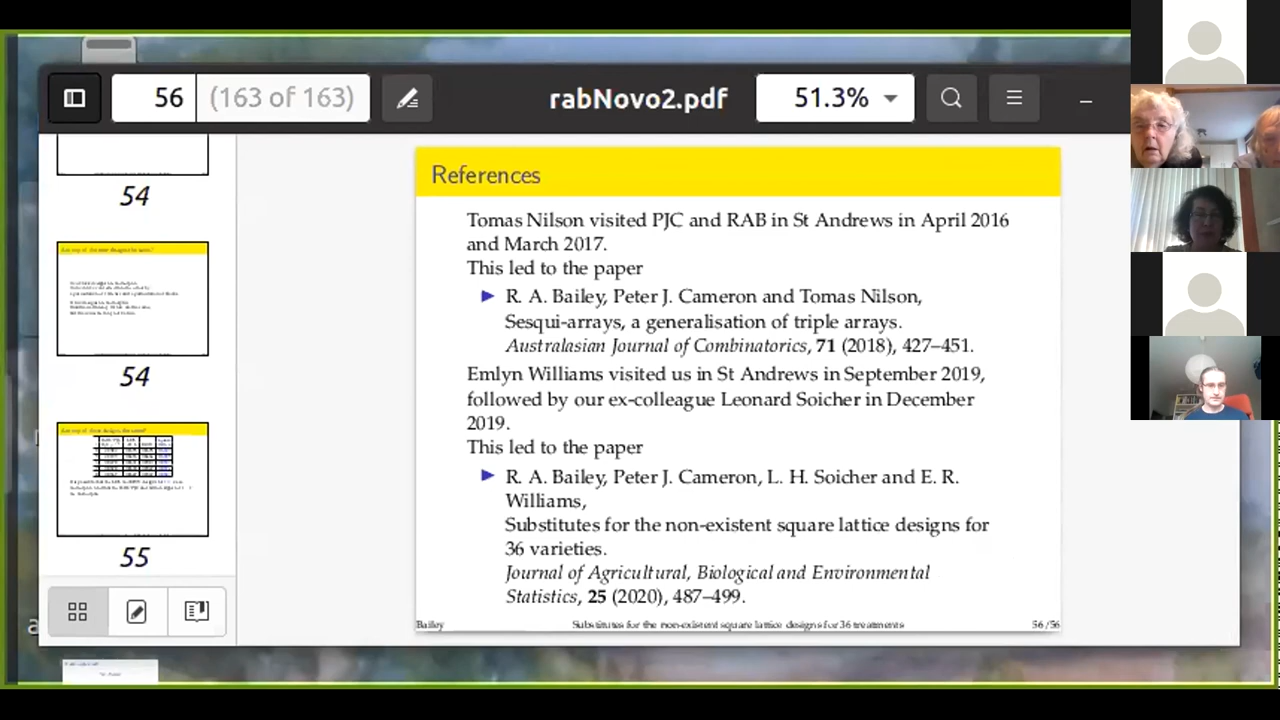 56
(163 of 163)
rabNovo2.pdf
51.3%
54
54
55
References
Tomas Nilson visited PJC and RAB in St Andrews in April 2016
and March 2017.
This led to the paper
R. A. Bailey, Peter J. Cameron and Tomas Nilson,
Sesqui-arrays, a generalisation of triple arrays.
Australasian Journal of Combinatorics, 71 (2018), 427–451.
Emlyn Williams visited us in St Andrews in September 2019,
followed by our ex-colleague Leonard Soicher in December
2019.
This led to the paper
R. A. Bailey, Peter J. Cameron, L. H. Soicher and E. R.
Williams,
Substitutes for the non-existent square lattice designs for
36 varieties.
Journal of Agricultural, Biological and Environmental
Statistics, 25 (2020), 487–499.
Bailey
Substitutes for the non-existent square lattice designs for 36 treatments
56/56